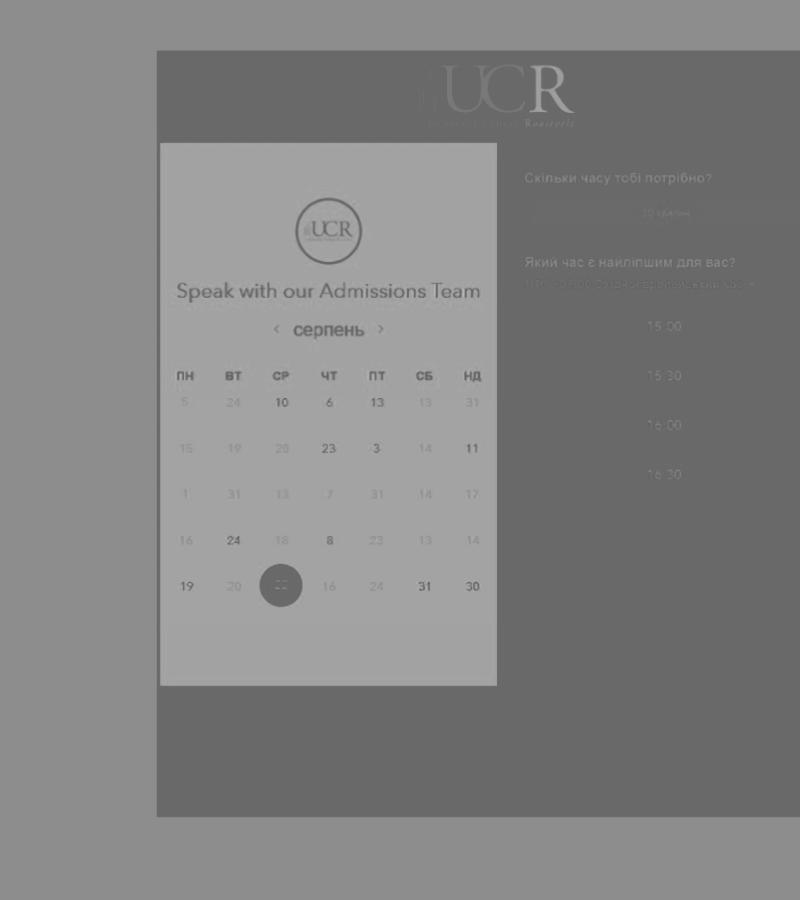 UCR
Roosevelt
UCR
Speak with our Admissions Team
‹ серпень ›
ПН ВТ СР ЧТ ПТ СБ НД
5 24 10 6 13 13 31
15 19 20 23 3 14 11
1 31 13 7 31 14 17
16 24 18 8 23 13 14
19 20 22 16 24 31 30
Скільки часу тобі потрібно?
Який час є найліпшим для вас?
15:00
15:30
16:00
16:30